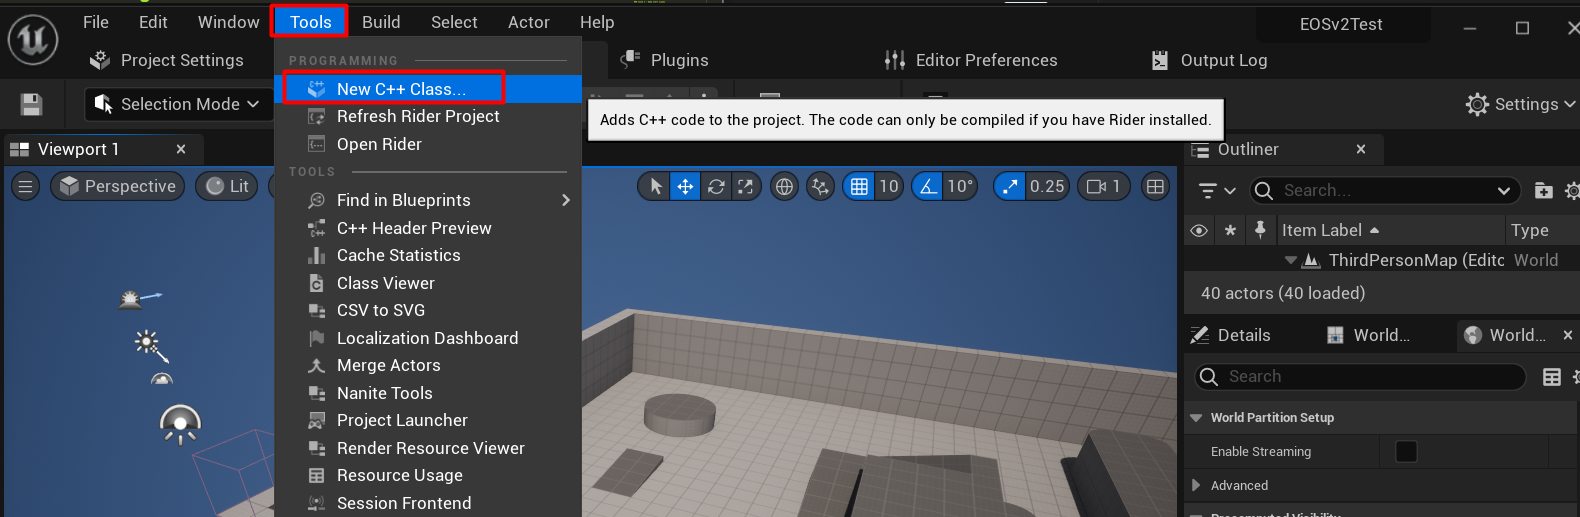 File Edit Window Tools Build Select Actor Help
EOSv2Test
Project Settings
Plugins
Editor Preferences
Output Log
PROGRAMMING
New C++ Class...
Refresh Rider Project
Open Rider
Adds C++ code to the project. The code can only be compiled if you have Rider installed.
Selection Mode
Settings
Viewport 1
Perspective
Lit
10
10°
0.25
1
TOOLS
Find in Blueprints
C++ Header Preview
Cache Statistics
Class Viewer
CSV to SVG
Localization Dashboard
Merge Actors
Nanite Tools
Project Launcher
Render Resource Viewer
Resource Usage
Session Frontend
Outliner
Search...
Item Label
Type
ThirdPersonMap (Editc
World
40 actors (40 loaded)
Details
World...
World...
Search
World Partition Setup
Enable Streaming
Advanced